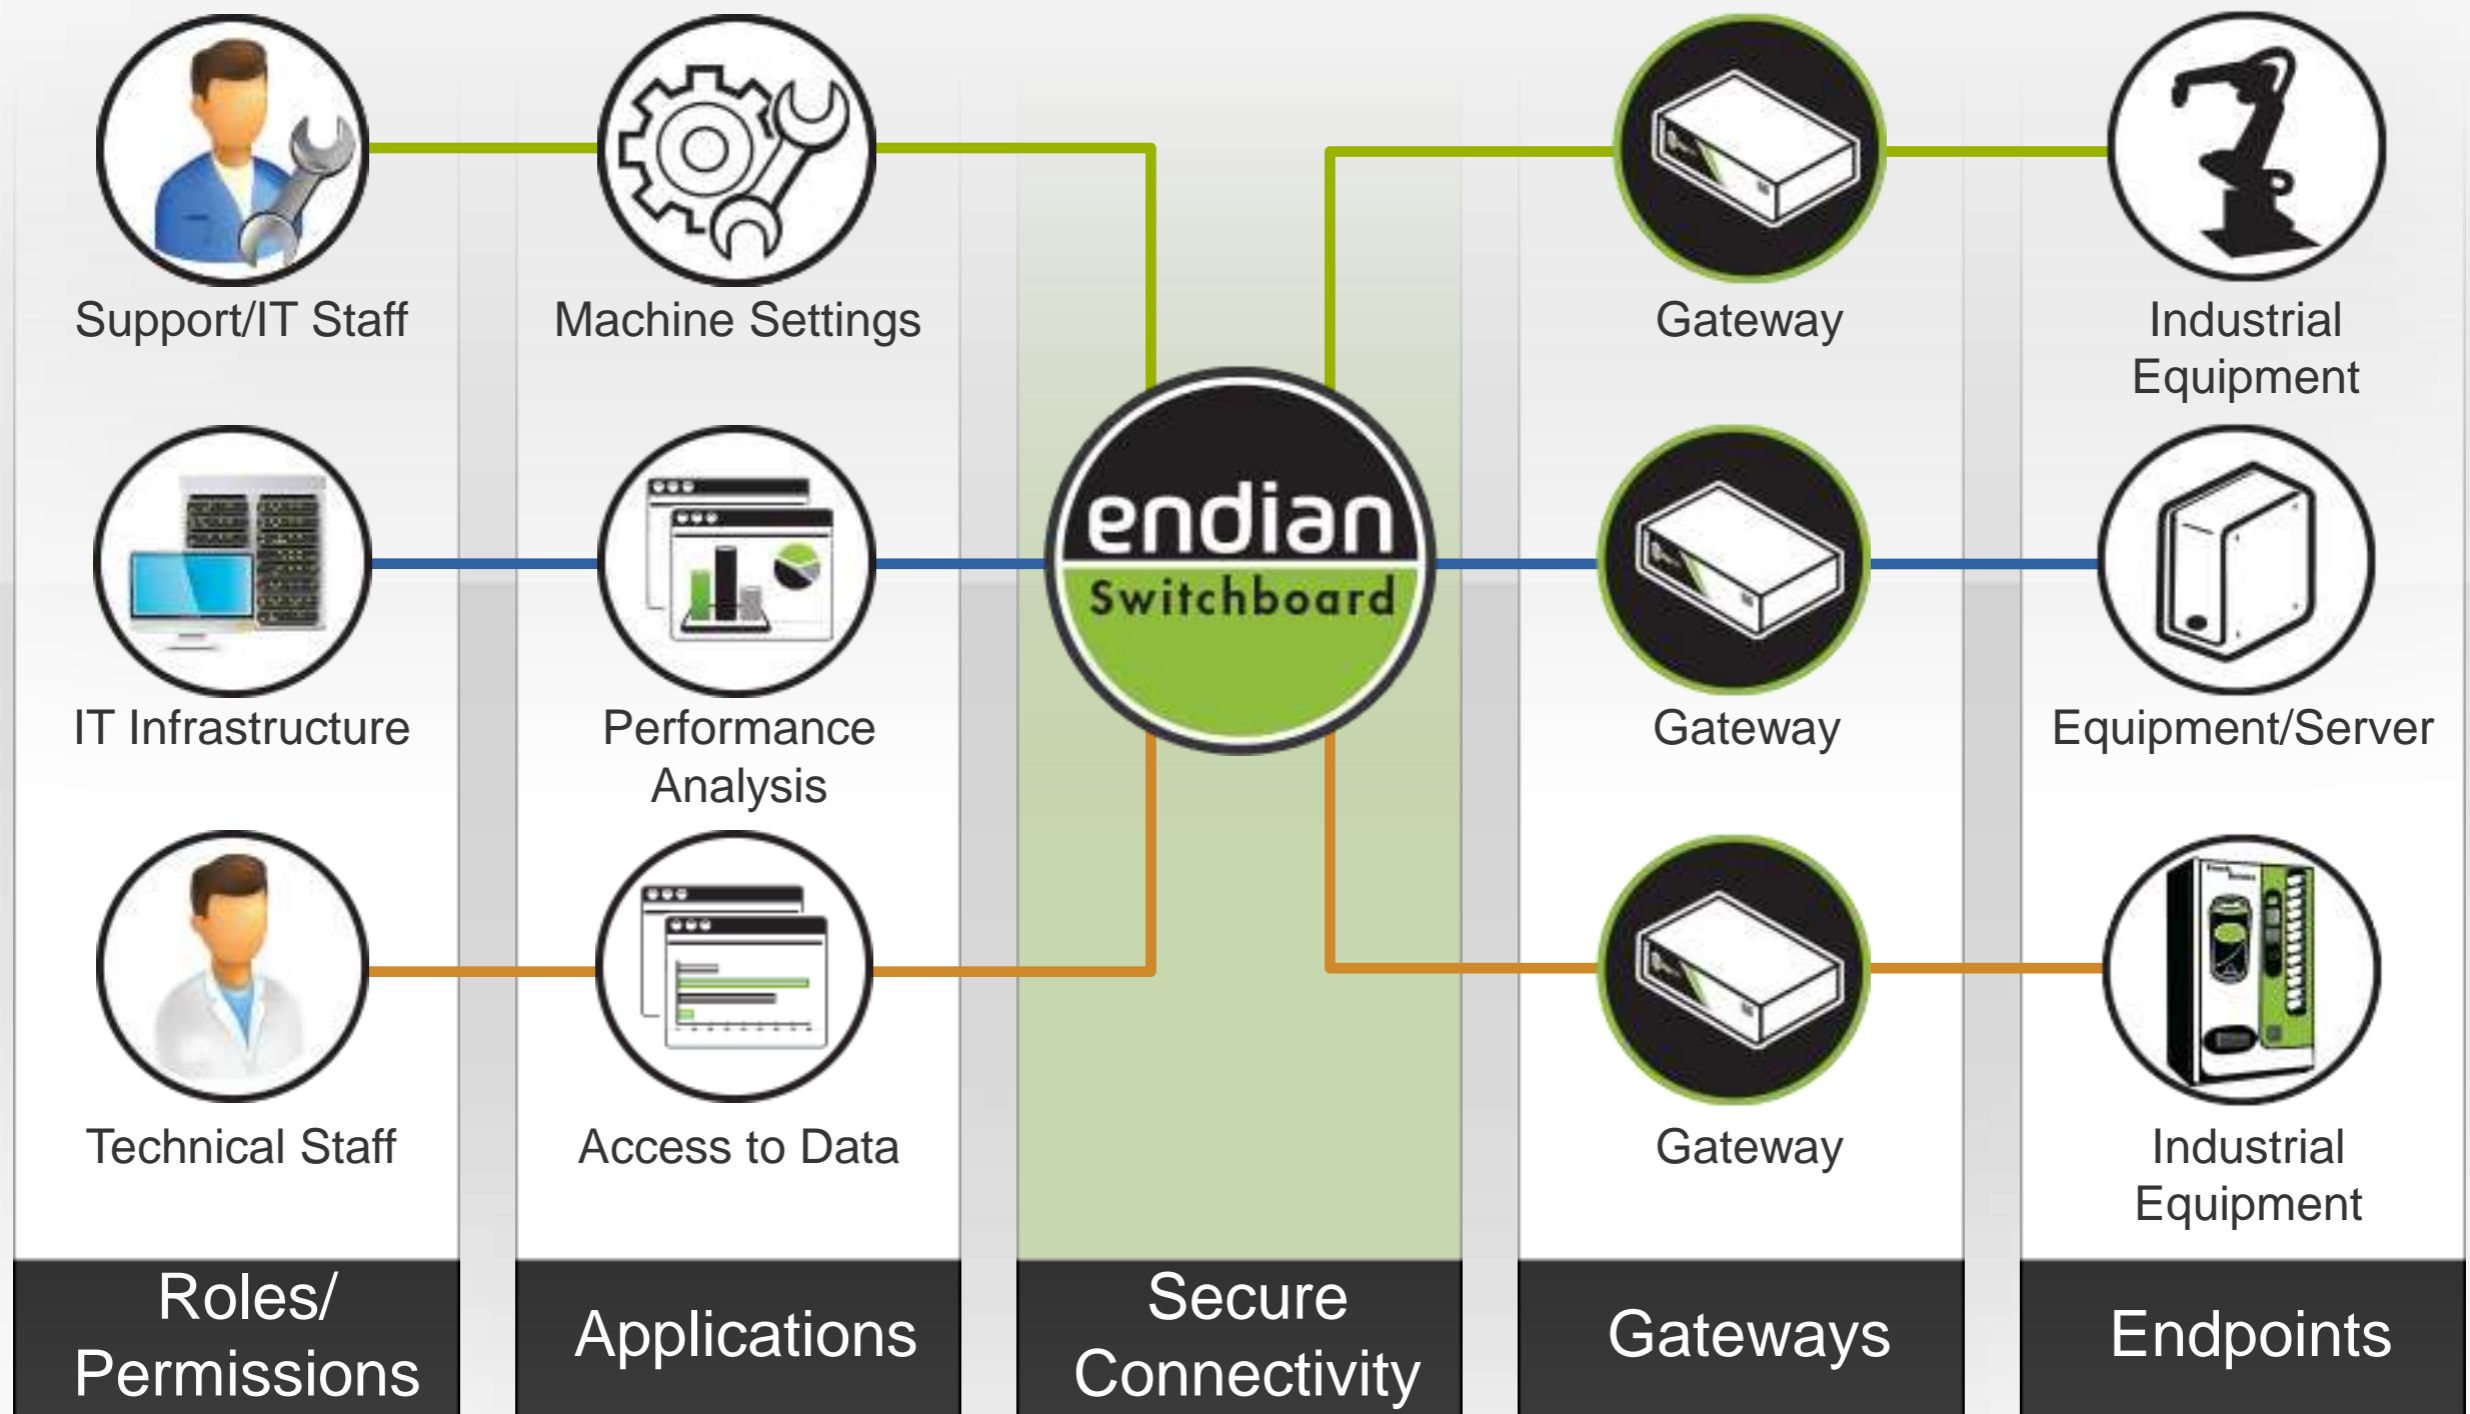 Support/IT Staff
Machine Settings
Gateway
Industrial
Equipment
endian
Switchboard
IT Infrastructure
Performance
Analysis
Gateway
Equipment/Server
Technical Staff
Access to Data
Gateway
Industrial
Equipment
Roles/
Permissions
Applications
Secure
Connectivity
Gateways
Endpoints